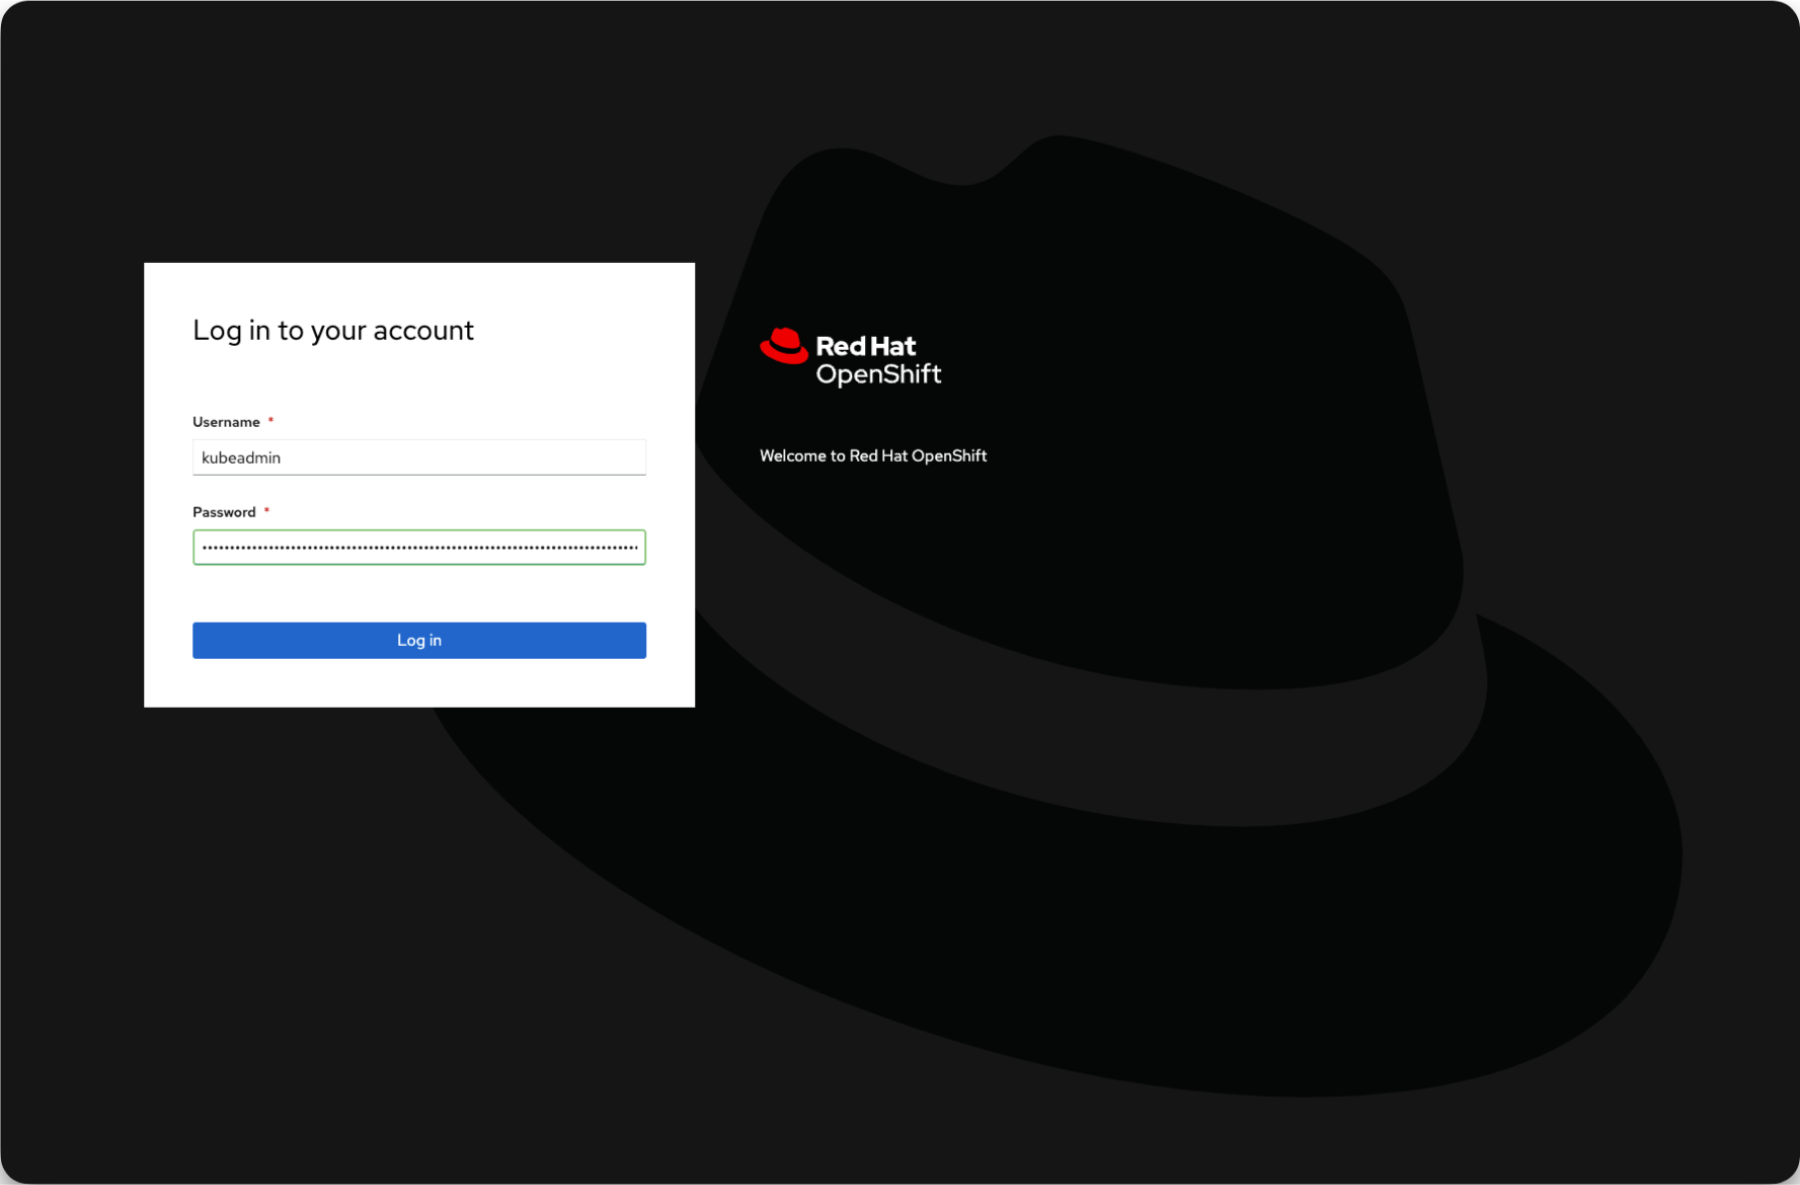 Log in to your account
Username *
kubeadmin
Password *
Log in
Red Hat
OpenShift
Welcome to Red Hat OpenShift